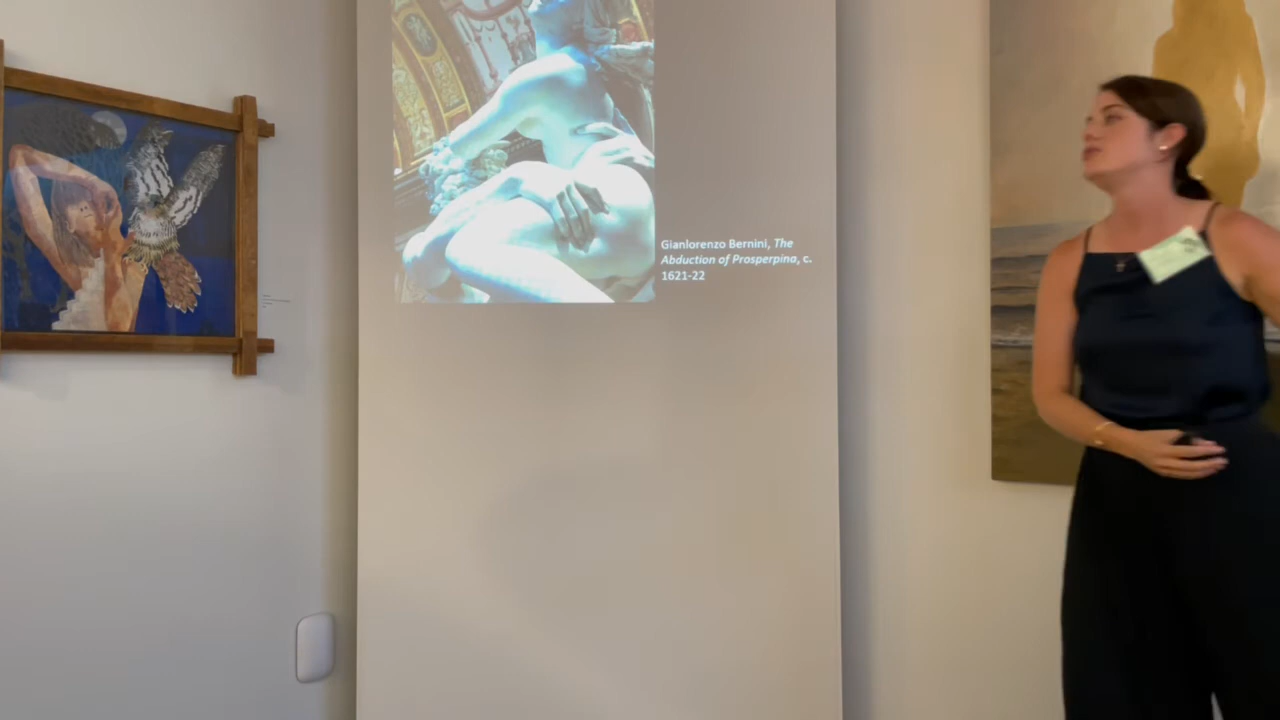 Gianlorenzo Bernini, The
Abduction of Prosperpina, c.
1621-22